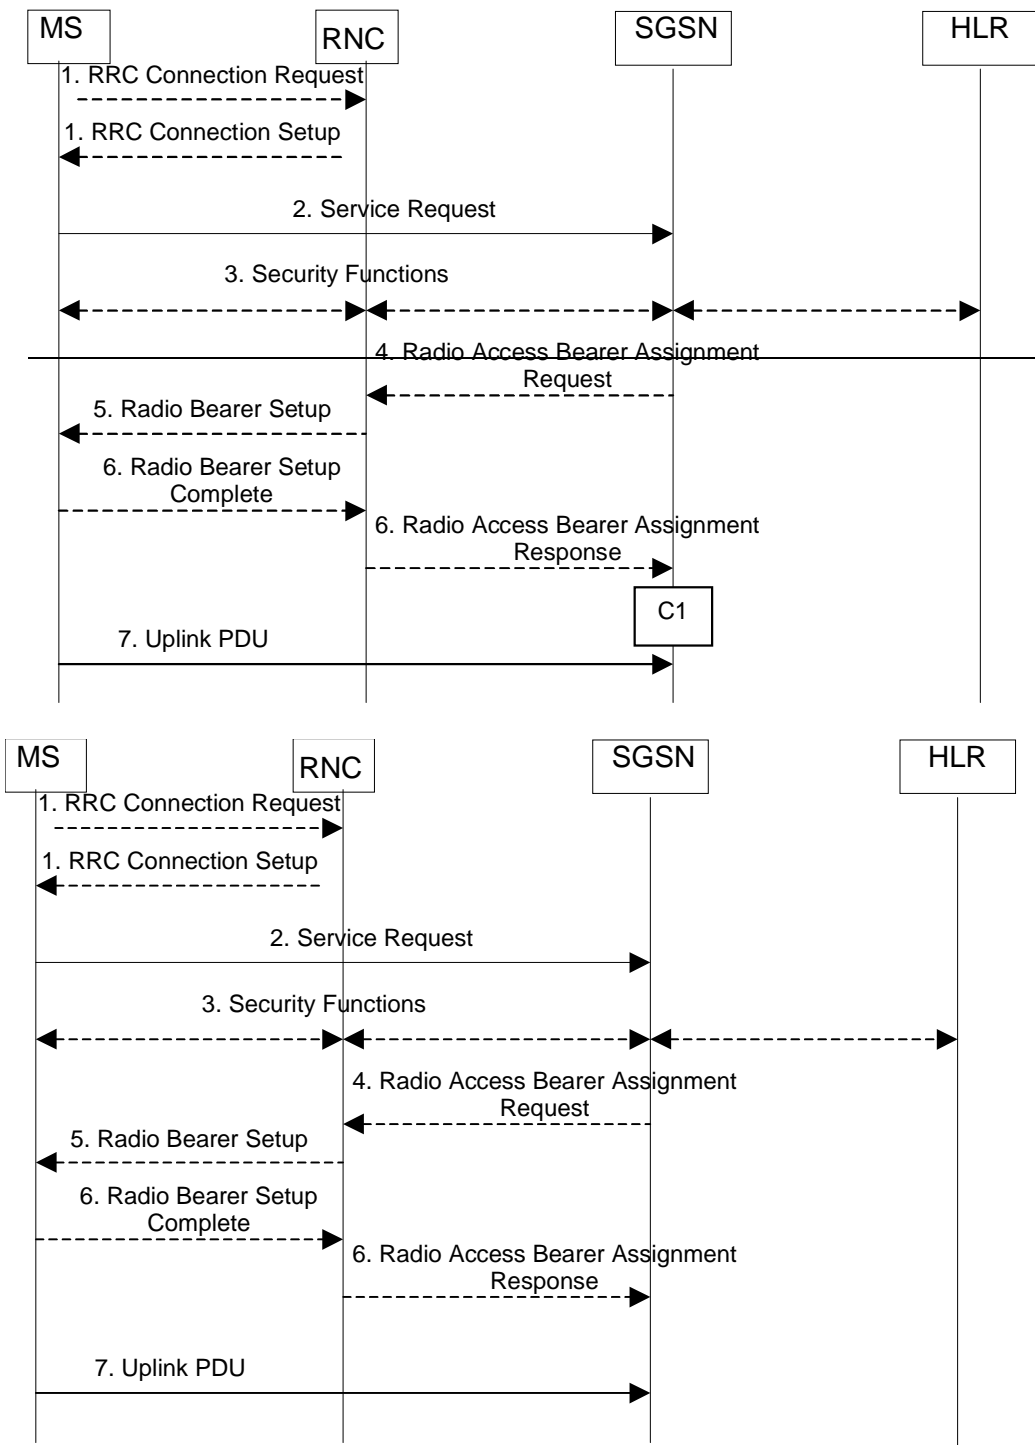 MS
RNC
SGSN
HLR
1. RRC Connection Request
1. RRC Connection Setup
2. Service Request
3. Security Functions
4. Radio Access Bearer Assignment
Request
5. Radio Bearer Setup
6. Radio Bearer Setup
Complete
6. Radio Access Bearer Assignment
Response
C1
7. Uplink PDU
MS
RNC
SGSN
HLR
1. RRC Connection Request
1. RRC Connection Setup
2. Service Request
3. Security Functions
4. Radio Access Bearer Assignment
Request
5. Radio Bearer Setup
6. Radio Bearer Setup
Complete
6. Radio Access Bearer Assignment
Response
7. Uplink PDU